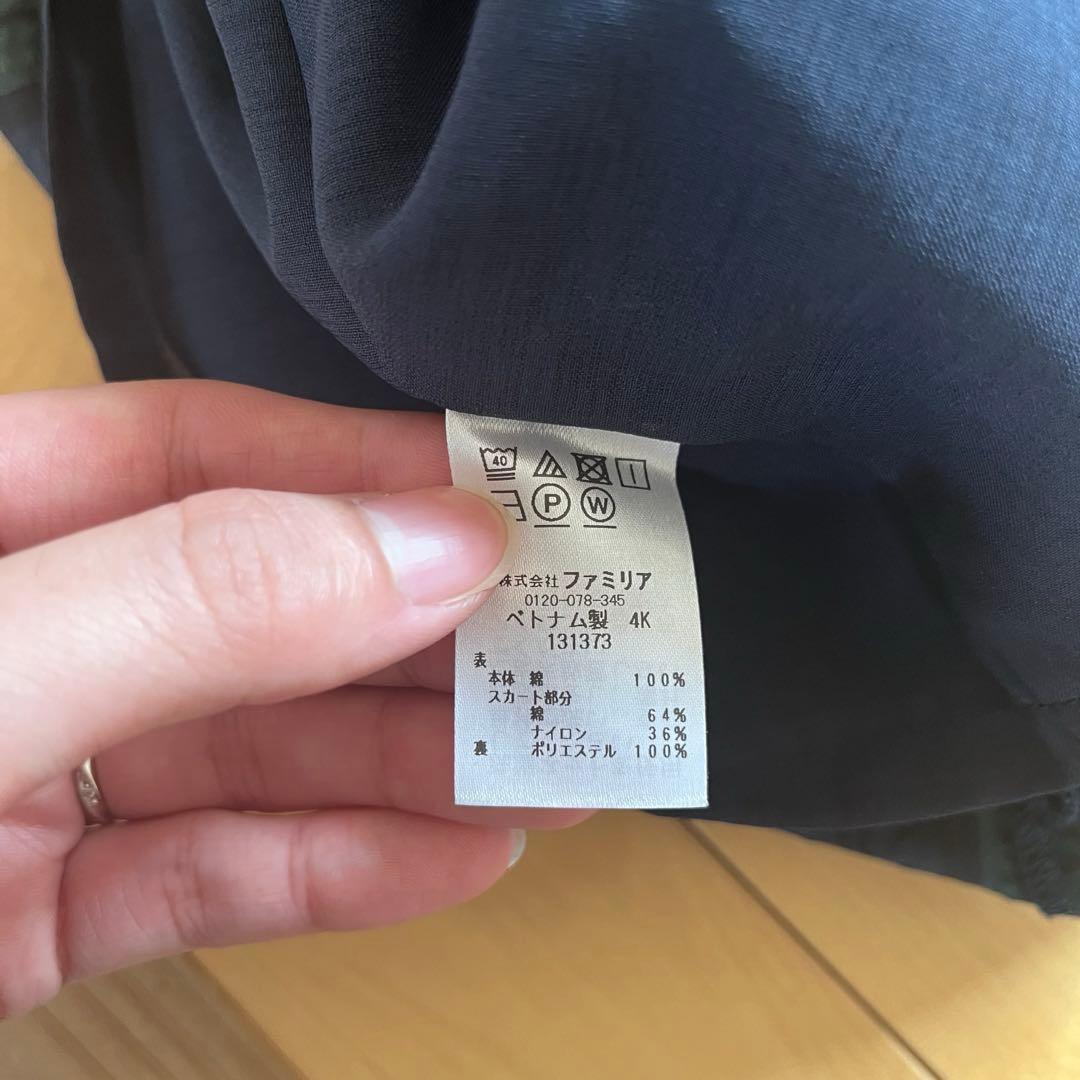 40
P W
株式会社 ファミリア
0120-078-345
ベトナム製 4K
131373
表
本体 綿 100%
スカート部分
綿 64%
ナイロン 36%
裏 ポリエステル 100%